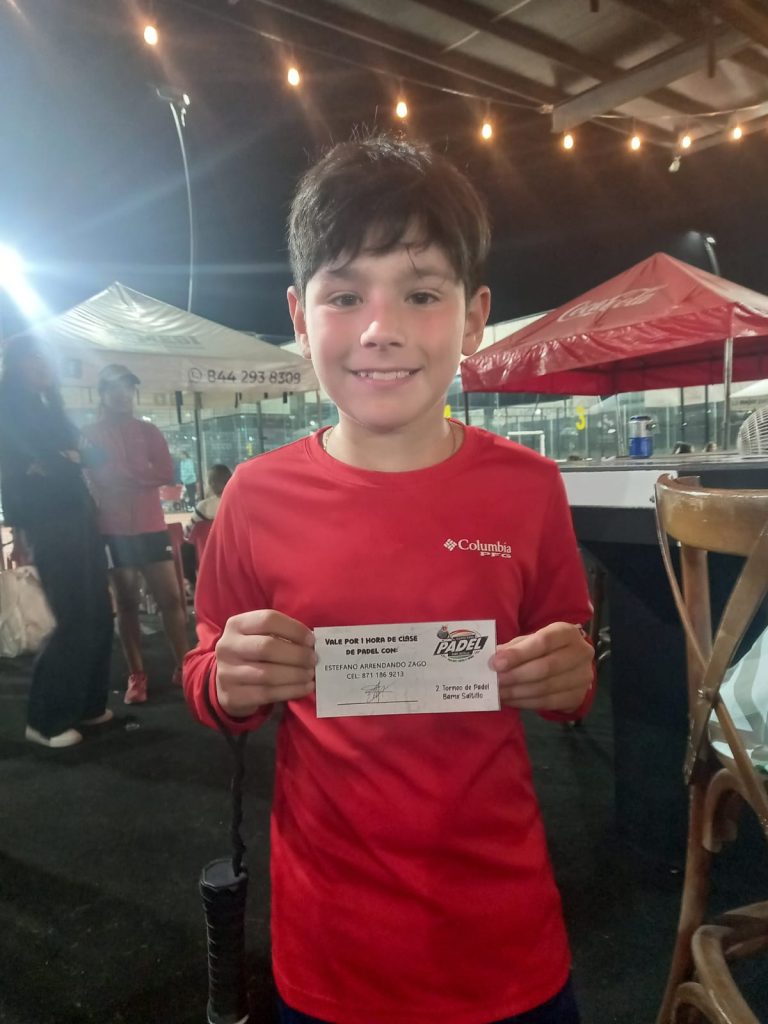 Coca-Cola
844 293 8309
3
Columbia
PFG
VALE POR 1 HORA DE CLASE
DE PADEL CON:
ESTEFANO ARRENDANDO ZAGO
CEL: 871 186 9213
PADEL
2. Torneo de Padel
Barra Saltillo